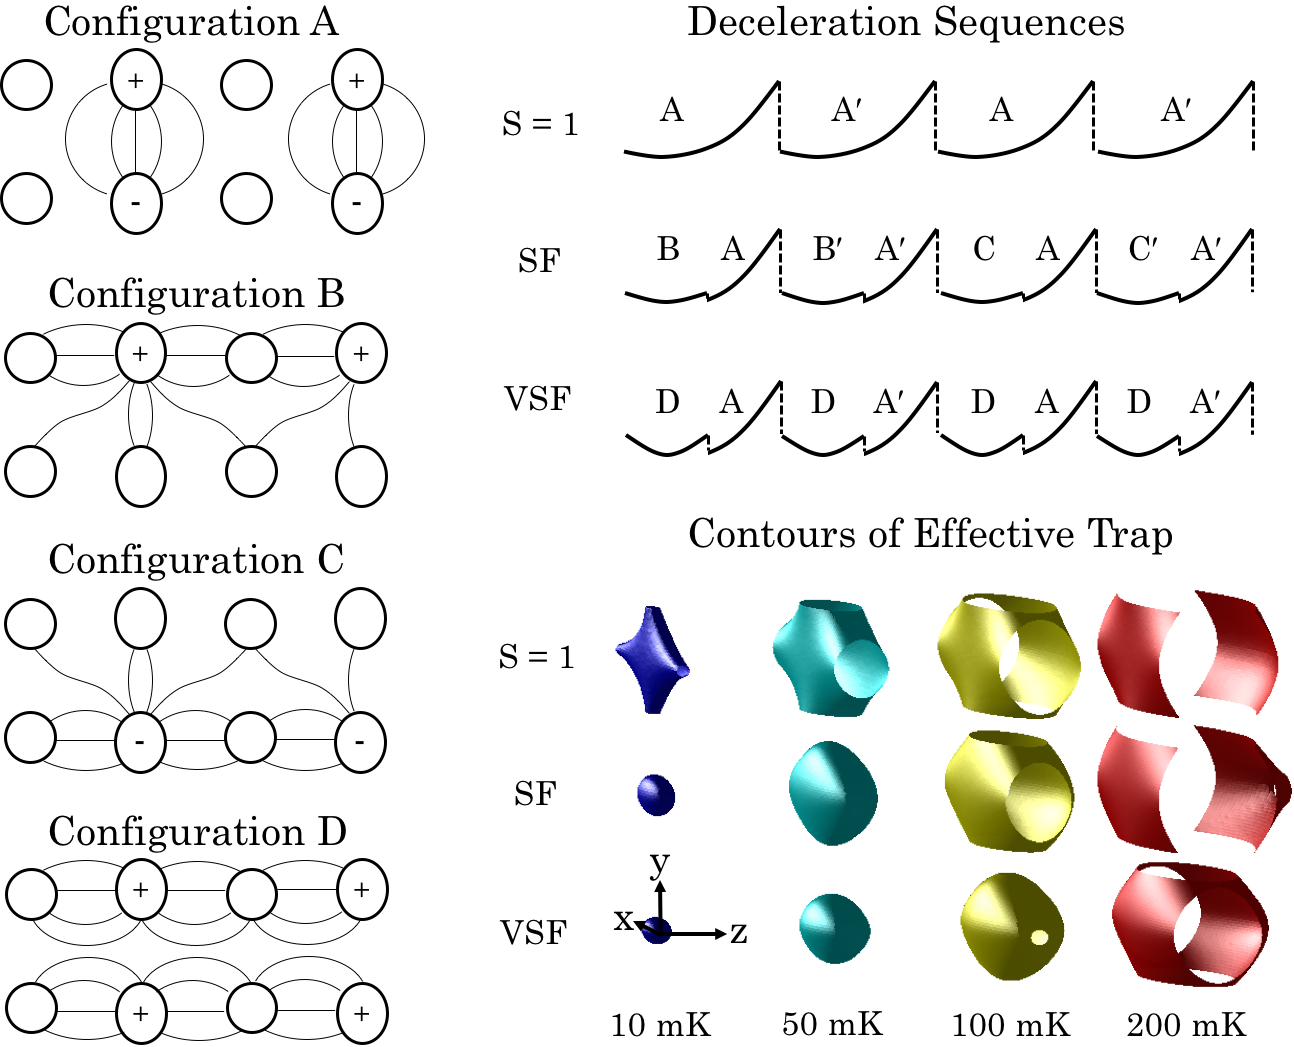 Configuration A
+ +
- -
Configuration B
+ +
Configuration C
- -
Configuration D
+ +
+ +
Deceleration Sequences
S = 1 A A′ A A′
SF B A B′ A′ C A C′ A′
VSF D A D A′ D A D A′
Contours of Effective Trap
S = 1
SF
VSF
y
x z
10 mK 50 mK 100 mK 200 mK